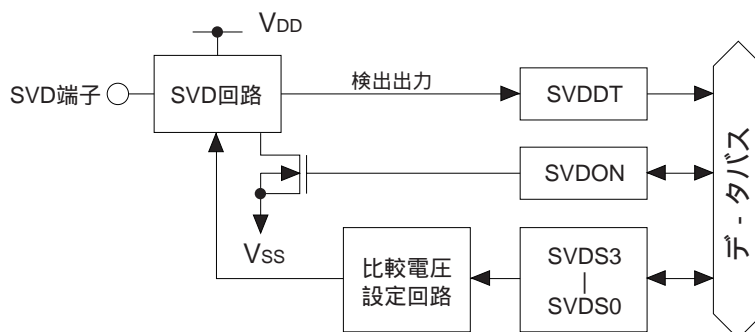 VDD
SVD端子
SVD回路
検出出力
SVDDT
SVDON
VSS
比較電圧
設定回路
SVDS3
|
SVDS0
デ-タバス